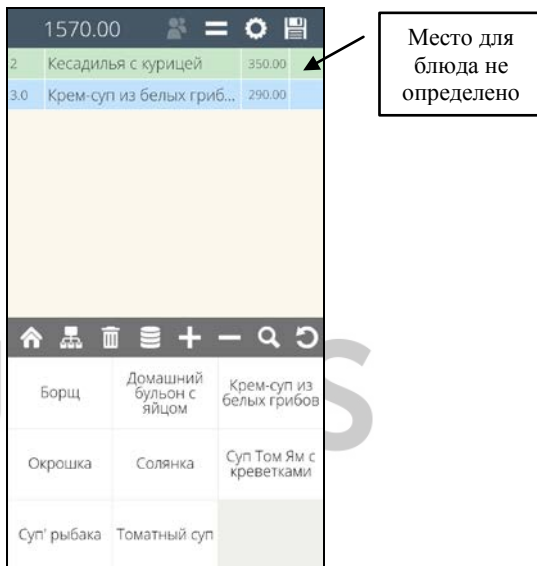 1570.00
2 Кесадилья с курицей 350.00
3.0 Крем-суп из белых гриб... 290.00
Место для
блюда не
определено
Борщ
Домашний
бульон с
яйцом
Крем-суп из
белых грибов
Окрошка
Солянка
Суп Том Ям с
креветками
Суп' рыбака
Томатный суп